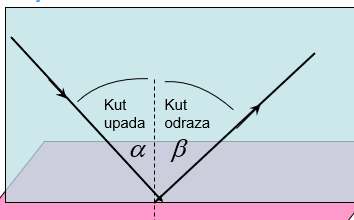 Kut Kut
upada odraza
α β